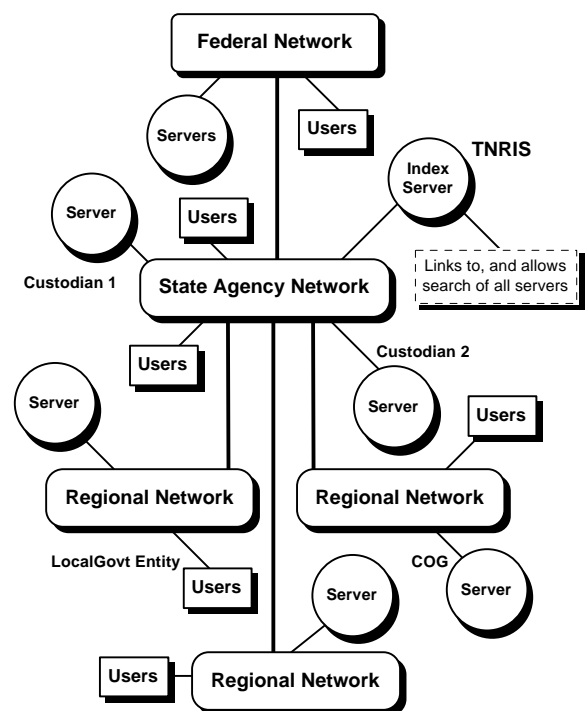 Federal Network
Servers
Users
TNRIS
Index
Server
Server
Users
Links to, and allows
search of all servers
Custodian 1
State Agency Network
Users
Custodian 2
Server
Server
Users
Regional Network
Regional Network
LocalGovt Entity
Users
COG
Server
Server
Users
Regional Network